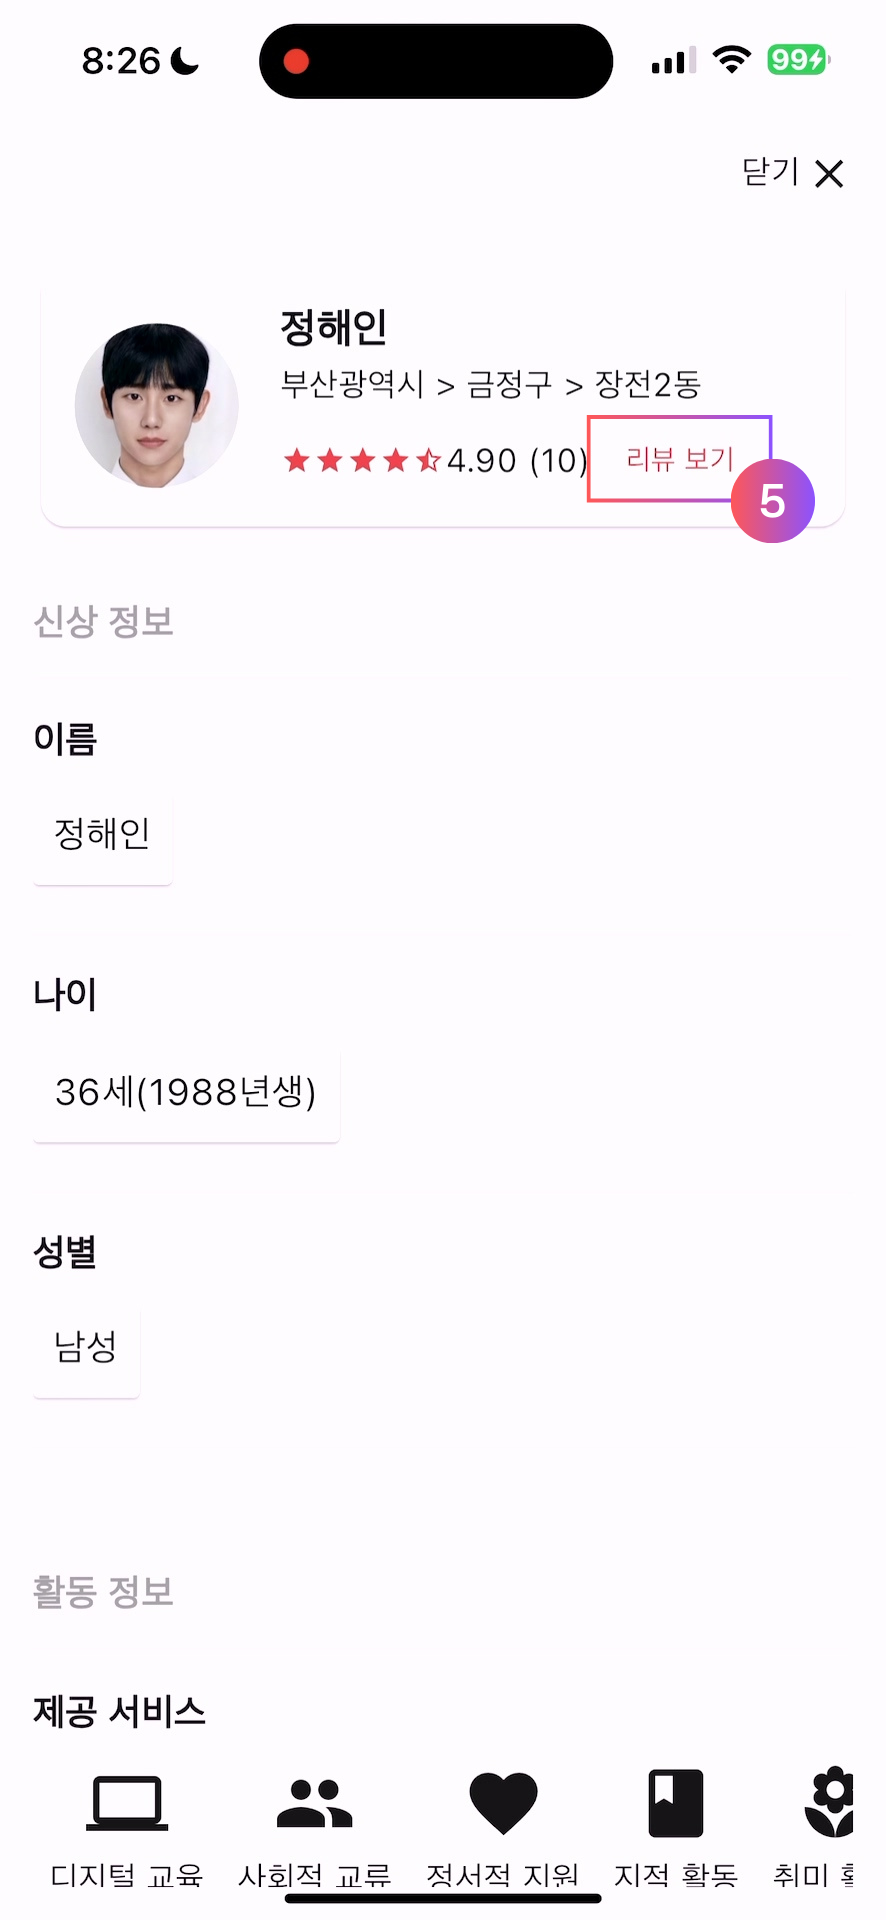 8:26
99
닫기
정해인
부산광역시 > 금정구 > 장전2동
4.90 (10)
리뷰 보기
5
신상 정보
이름
정해인
나이
36세(1988년생)
성별
남성
활동 정보
제공 서비스
디지털 교육 사회적 교류 정서적 지원 지적 활동 취미